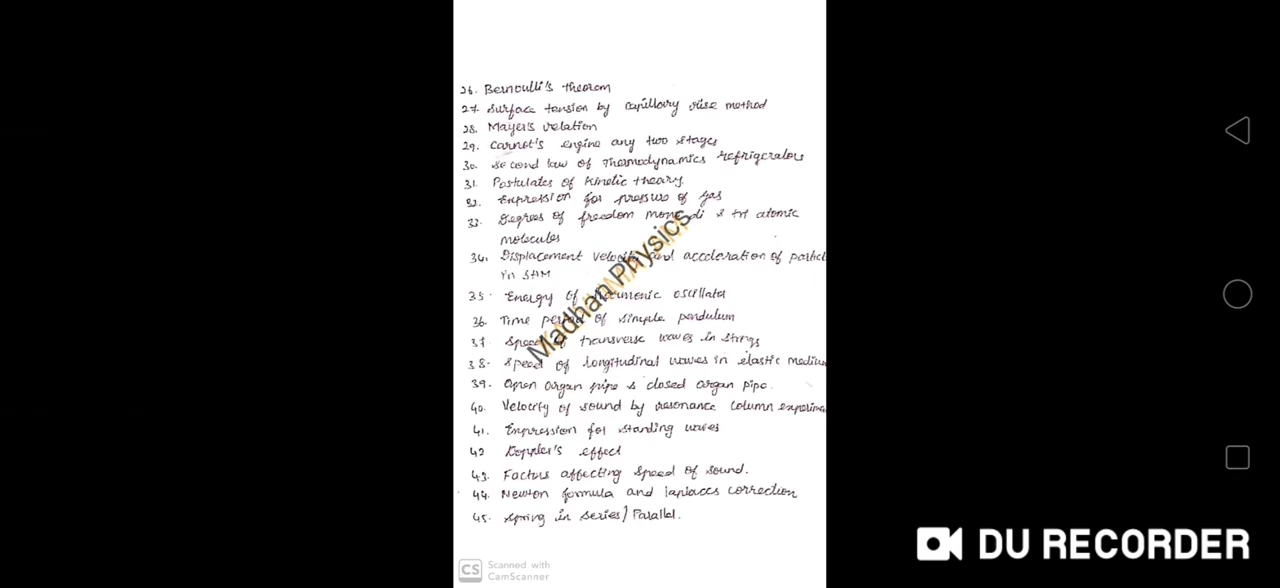 26. Bernoulli's theorem
27. Surface tension by capillary rise method
28. Mayer's relation
29. Carnot's engine any two stages
30. Second law of Thermodynamics refrigerators
31. Postulates of Kinetic theory.
32. Expression for pressure of gas
33. Degrees of freedom mono di & tri atomic
molecules
34. Displacement velocity and acceleration of particl
in SHM
35. Energy of harmonic oscillator
36. Time period of simple pendulum
37. Speed of transverse waves in strings
38. Speed of longitudinal waves in elastic mediu
39. Open organ pipe & closed organ pipe.
40. Velocity of sound by resonance column experime
41. Expression for standing waves
42 Doppler's effect
43. Factors affecting speed of sound.
44. Newton formula and laplaces correction
45. Spring in series/Parallel.
Madhan Physics
CS Scanned with
CamScanner
DU RECORDER